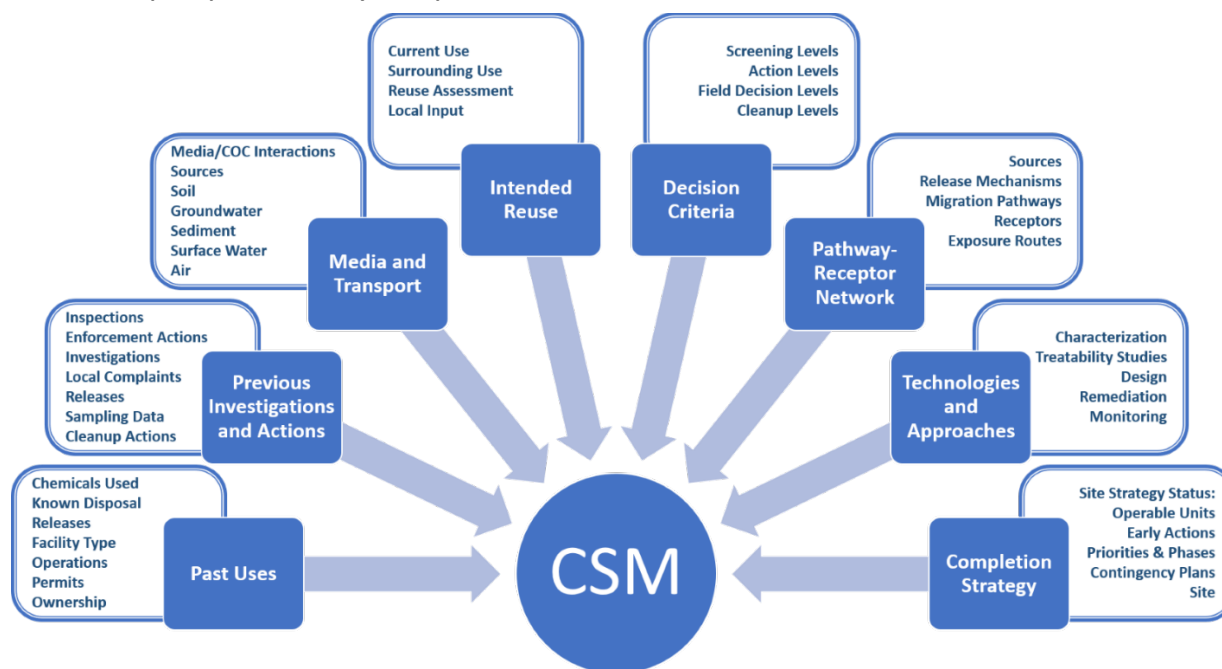 Current Use
Surrounding Use
Reuse Assessment
Local Input
Intended
Reuse
Screening Levels
Action Levels
Field Decision Levels
Cleanup Levels
Decision
Criteria
Media/COC Interactions
Sources
Soil
Groundwater
Sediment
Surface Water
Air
Media and
Transport
Sources
Release Mechanisms
Migration Pathways
Receptors
Exposure Routes
Pathway-
Receptor
Network
Inspections
Enforcement Actions
Investigations
Local Complaints
Releases
Sampling Data
Cleanup Actions
Previous
Investigations
and Actions
Characterization
Treatability Studies
Design
Remediation
Monitoring
Technologies
and
Approaches
Chemicals Used
Known Disposal
Releases
Facility Type
Operations
Permits
Ownership
Past Uses
Site Strategy Status:
Operable Units
Early Actions
Priorities & Phases
Contingency Plans
Site
Completion
Strategy
CSM